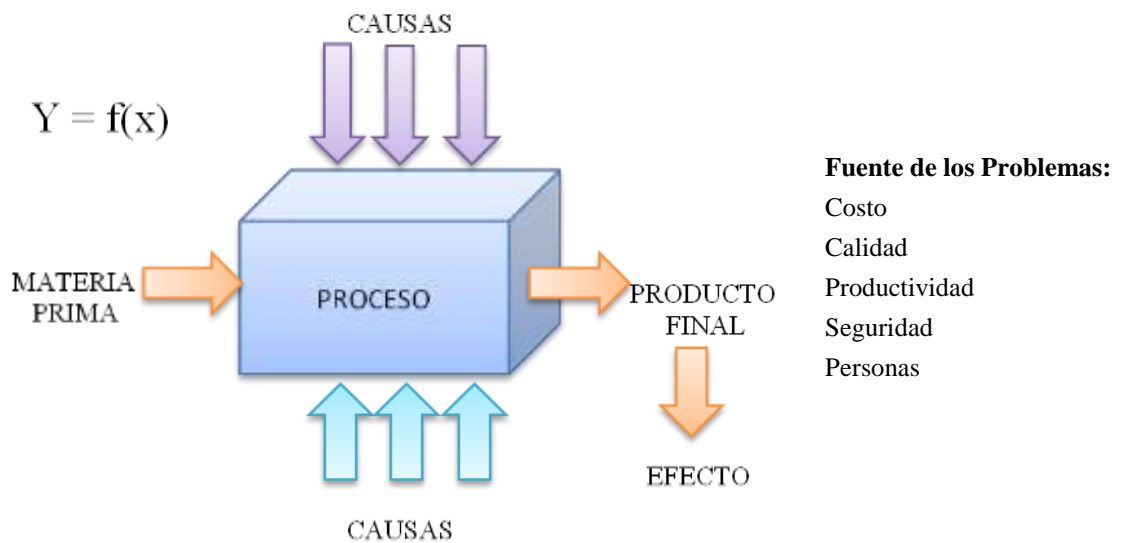 CAUSAS
Y = f(x)
MATERIA
PRIMA
PROCESO
PRODUCTO
FINAL
EFECTO
CAUSAS
Fuente de los Problemas:
Costo
Calidad
Productividad
Seguridad
Personas